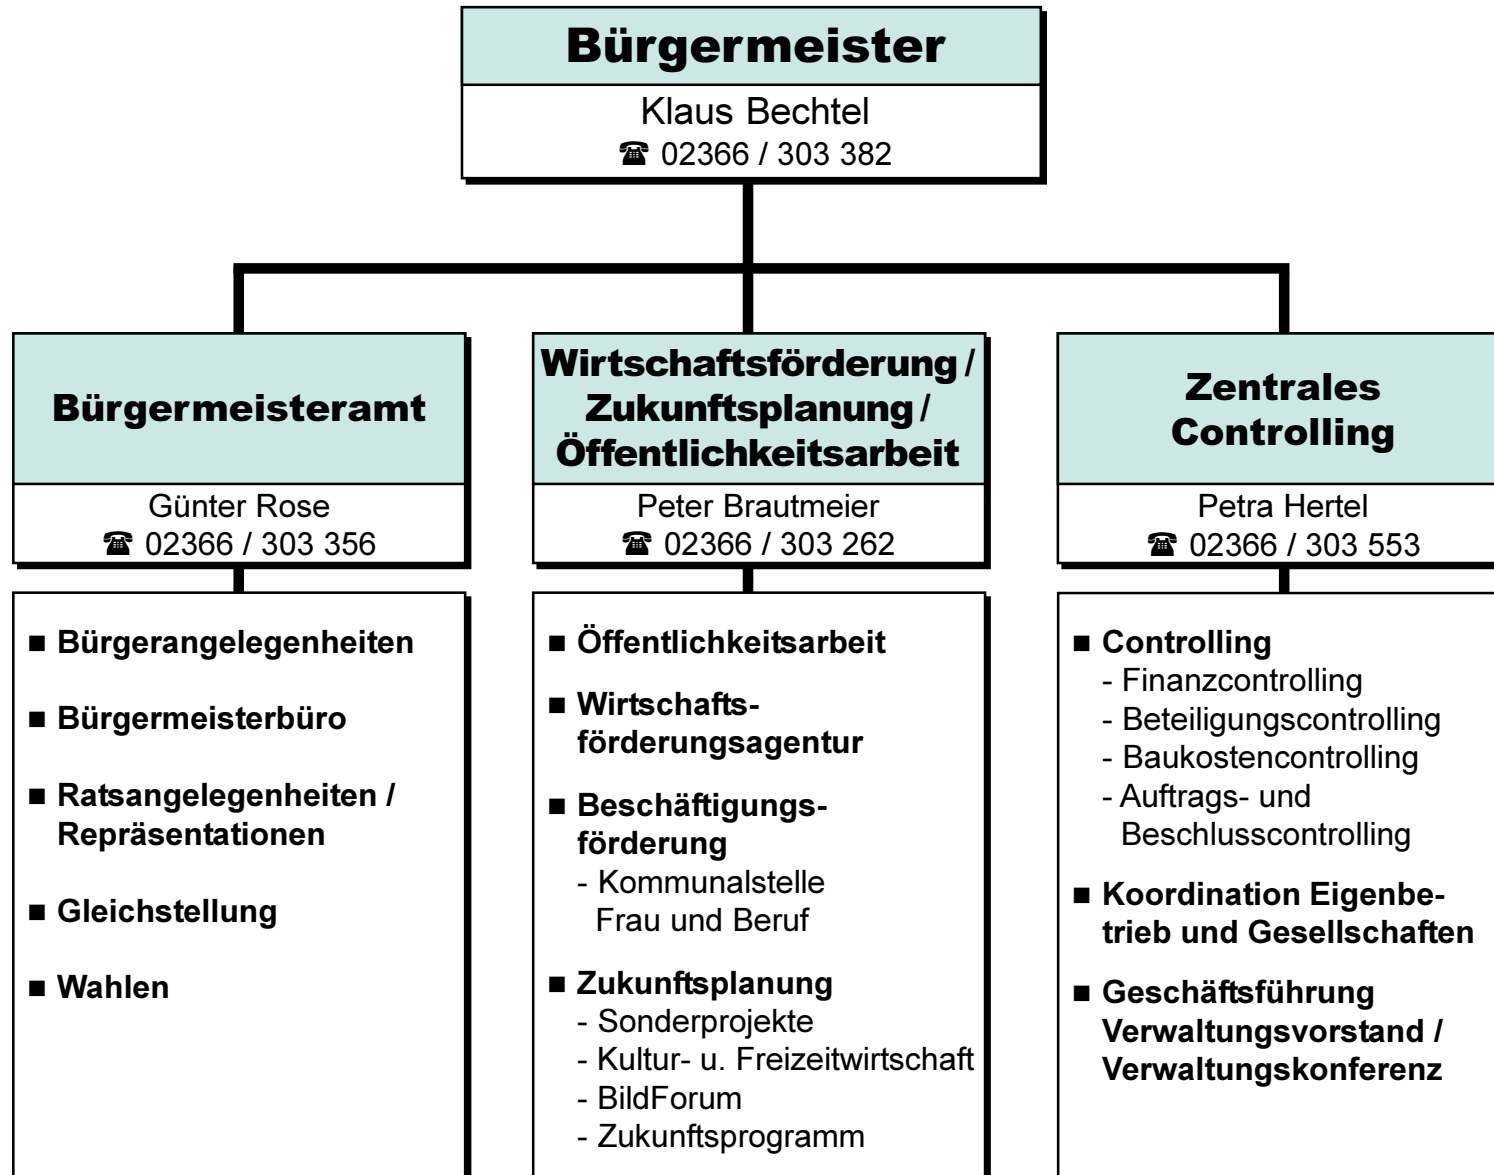 Bürgermeister
Klaus Bechtel
☎ 02366 / 303 382
Bürgermeisteramt
Günter Rose
☎ 02366 / 303 356
■ Bürgerangelegenheiten
■ Bürgermeisterbüro
■ Ratsangelegenheiten /
Repräsentationen
■ Gleichstellung
■ Wahlen
Wirtschaftsförderung /
Zukunftsplanung /
Öffentlichkeitsarbeit
Peter Brautmeier
☎ 02366 / 303 262
■ Öffentlichkeitsarbeit
■ Wirtschafts-
förderungsagentur
■ Beschäftigungs-
förderung
- Kommunalstelle
Frau und Beruf
■ Zukunftsplanung
- Sonderprojekte
- Kultur- u. Freizeitwirtschaft
- BildForum
- Zukunftsprogramm
Zentrales
Controlling
Petra Hertel
☎ 02366 / 303 553
■ Controlling
- Finanzcontrolling
- Beteiligungscontrolling
- Baukostencontrolling
- Auftrags- und
Beschlusscontrolling
■ Koordination Eigenbe-
trieb und Gesellschaften
■ Geschäftsführung
Verwaltungsvorstand /
Verwaltungskonferenz